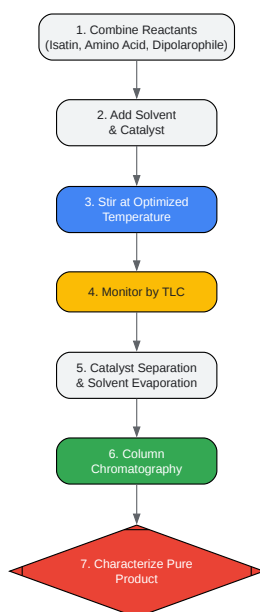 1. Combine Reactants
(Isatin, Amino Acid, Dipolarophile)
2. Add Solvent
& Catalyst
3. Stir at Optimized
Temperature
4. Monitor by TLC
5. Catalyst Separation
& Solvent Evaporation
6. Column
Chromatography
7. Characterize Pure
Product